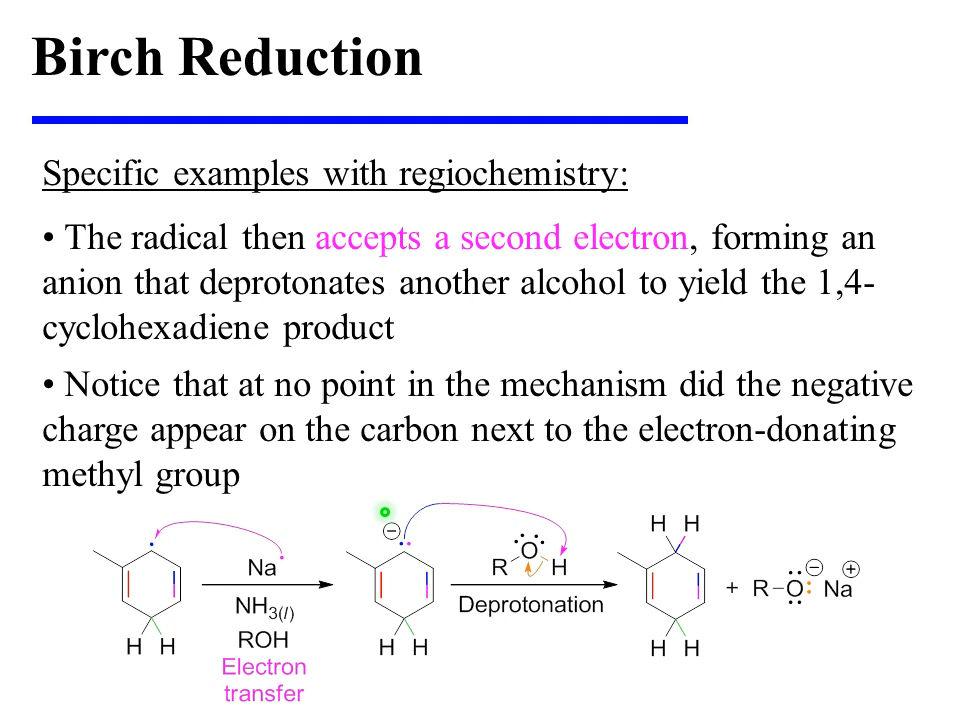 Birch Reduction
Specific examples with regiochemistry:
• The radical then accepts a second electron, forming an
anion that deprotonates another alcohol to yield the 1,4-
cyclohexadiene product
• Notice that at no point in the mechanism did the negative
charge appear on the carbon next to the electron-donating
methyl group
Na
NH3(l)
ROH
Electron
transfer
H H
−
H H
R O H
Deprotonation
H H
H H
+ R–O − Na +